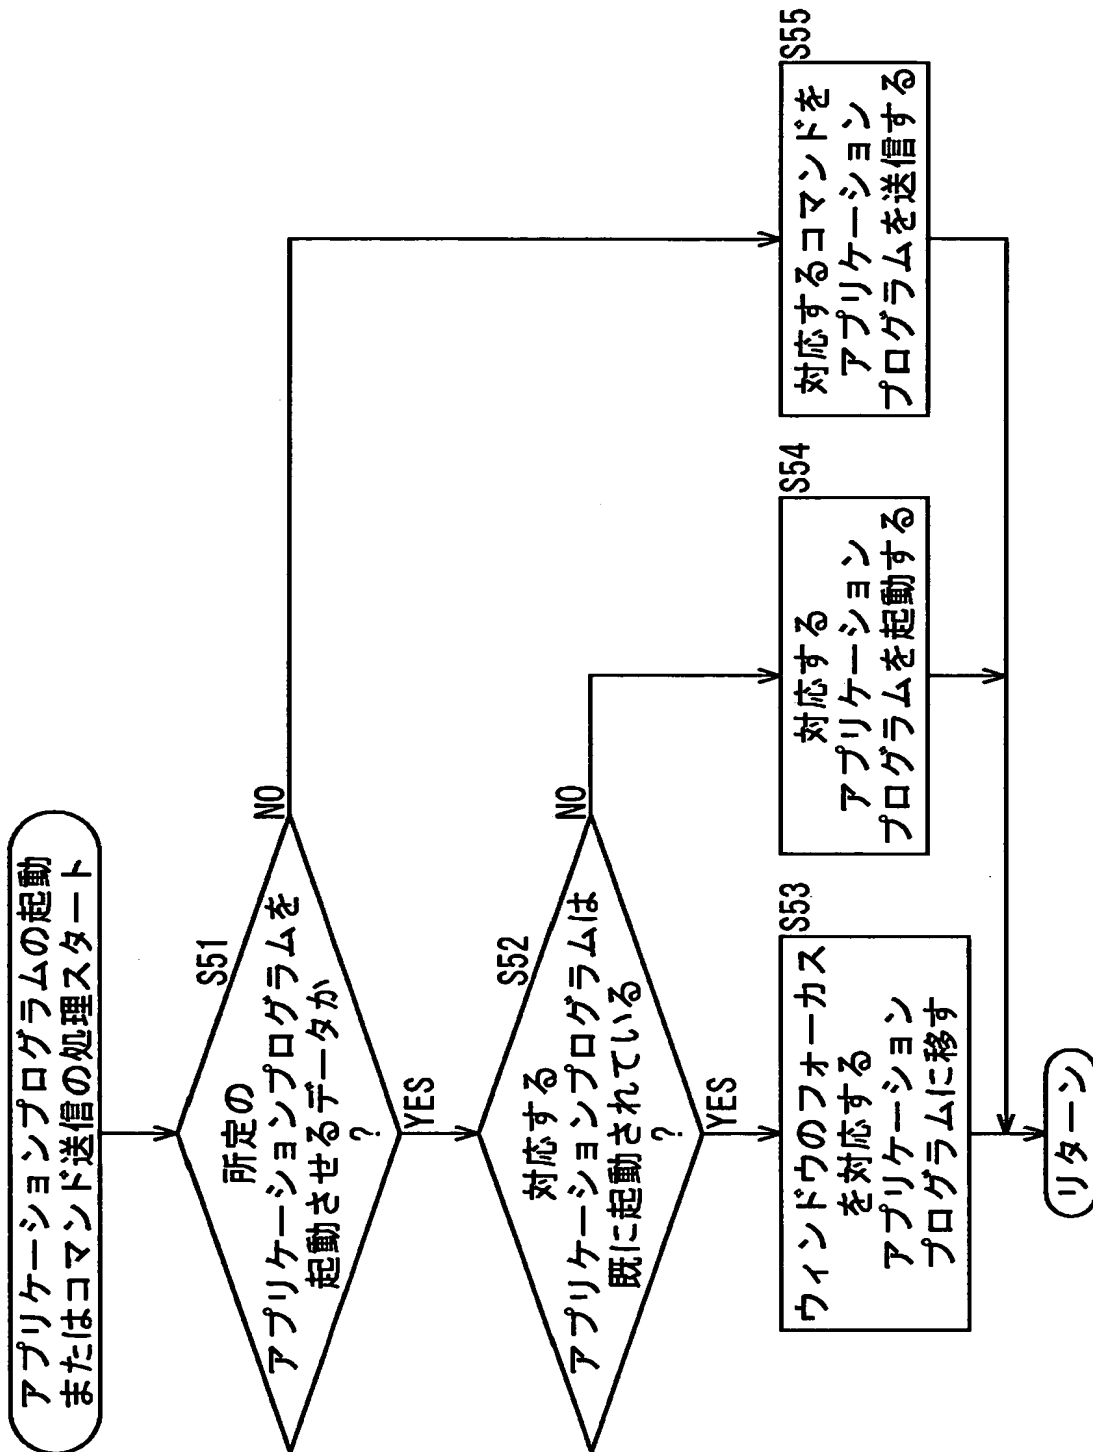 アプリケーションプログラムの起動
またはコマンド送信の処理スタート
S51
所定の
アプリケーションプログラムを
起動させるデータか
?
NO
YES
S52
対応する
アプリケーションプログラムは
既に起動されている
?
NO
YES
S53
ウィンドウのフォーカス
を対応する
アプリケーション
プログラムに移す
S54
対応する
アプリケーション
プログラムを起動する
S55
対応するコマンドを
アプリケーション
プログラムを送信する
リターン